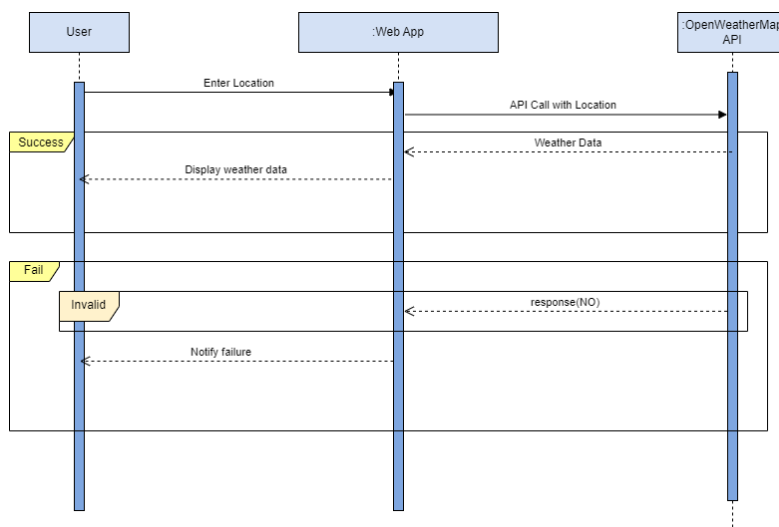 User
:Web App
:OpenWeatherMap
API
Enter Location
API Call with Location
Success
Weather Data
Display weather data
Fail
Invalid
response(NO)
Notify failure